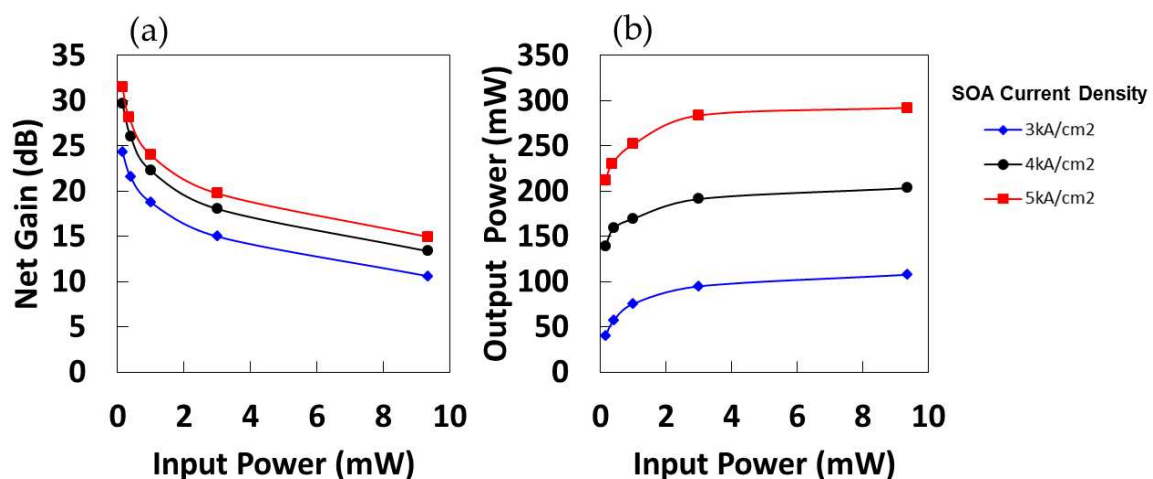 (a)
35
30
25
20
15
10
5
0
Net Gain (dB)
0 2 4 6 8 10
Input Power (mW)
(b)
350
300
250
200
150
100
50
0
Output Power (mW)
0 2 4 6 8 10
Input Power (mW)
SOA Current Density
3kA/cm2
4kA/cm2
5kA/cm2